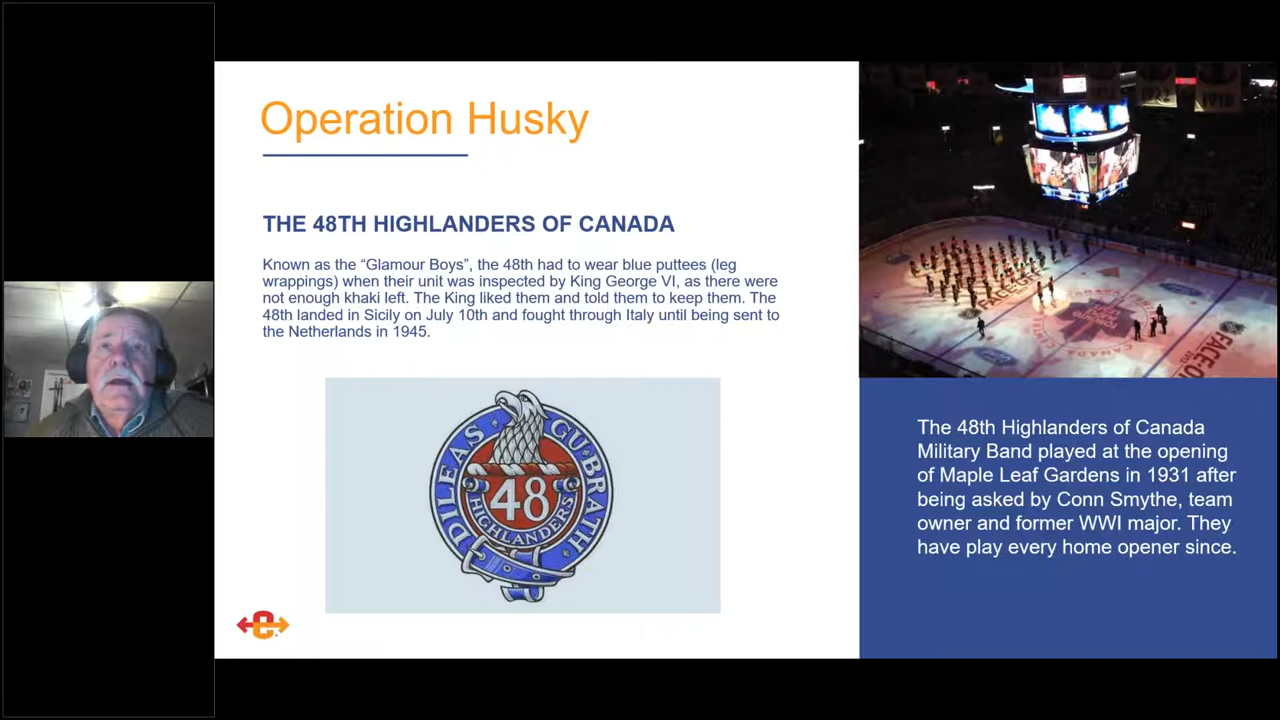 Operation Husky
THE 48TH HIGHLANDERS OF CANADA
Known as the “Glamour Boys”, the 48th had to wear blue puttees (leg
wrappings) when their unit was inspected by King George VI, as there were
not enough khaki left. The King liked them and told them to keep them. The
48th landed in Sicily on July 10th and fought through Italy until being sent to
the Netherlands in 1945.
DILEAS GU BRATH
48
HIGHLANDERS
The 48th Highlanders of Canada
Military Band played at the opening
of Maple Leaf Gardens in 1931 after
being asked by Conn Smythe, team
owner and former WWI major. They
have play every home opener since.